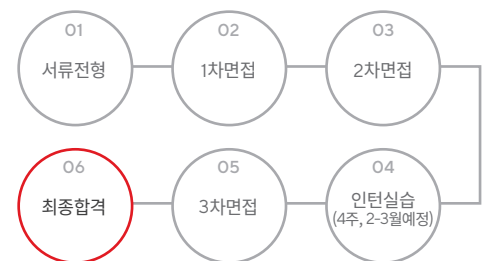 01
서류전형
02
1차면접
03
2차면접
04
인턴실습
(4주, 2-3월예정)
05
3차면접
06
최종합격